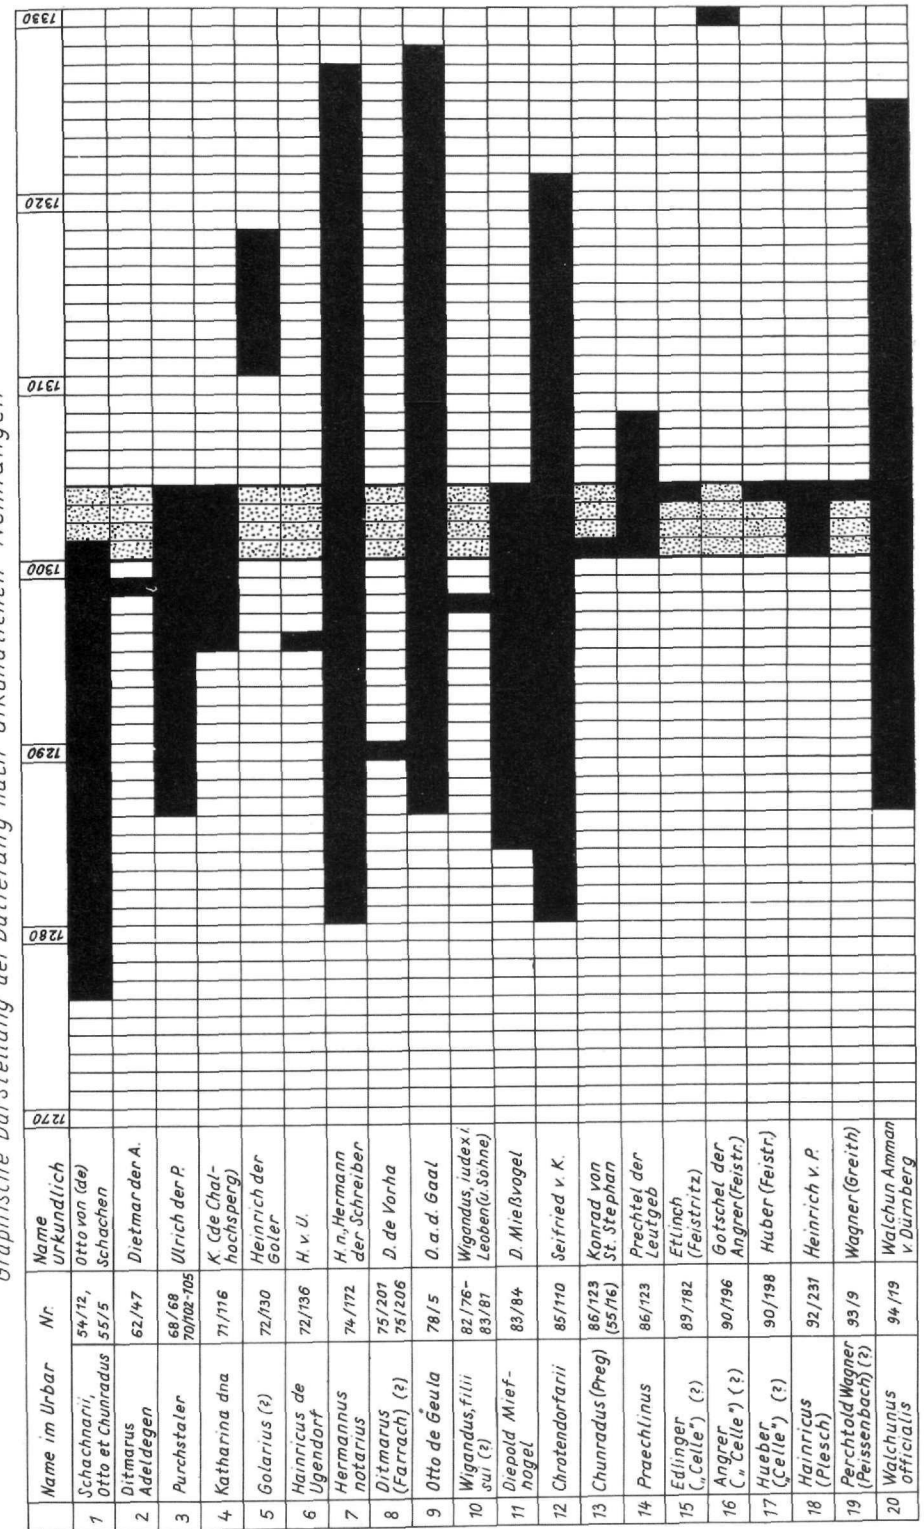 Graphische Darstellung der Datierung nach urkundlichen Nennungen
Name im Urbar Nr. Name Urkundlich 1270 1280 1290 1300 1310 1320 1330
1 Schachnarii, Otto et Chunradus 54/12, 55/5 Otto von (de) Schachen
2 Ditmarus Adeldegen 62/47 Dietmar der A.
3 Purchstaler 68/68 70/102-105 Ulrich der P.
4 Katharina dna 71/116 K. (de Chalhochsperg)
5 Golarius (?) 72/130 Heinrich der Goler
6 Hainricus de Ugendorf 72/136 H. v. U.
7 Hermannus notarius 74/172 H. n., Hermann der Schreiber
8 Ditmarus (Farrach) (?) 75/201 75/206 D. de Vorha
9 Otto de Geula 78/5 O. a. d. Gaal
10 Wigandus, filii sui (?) 82/76- 83/81 Wigandus, iudex i. Leoben (u. Söhne)
11 Diepold Miefnogel 83/84 D. Mießvogel
12 Chrotendorfarii 85/110 Seifried v. K.
13 Chunradus (Preg) 86/123 (55/16) Konrad von St. Stephan
14 Praechlinus 86/123 Prechtel der Leutgeb
15 Edlinger („Celle") (?) 89/182 Etlinch (Feistritz)
16 Angrer („Celle") (?) 90/196 Gotschel der Angrer (Feistr.)
17 Hueber („Celle") (?) 90/198 Huber (Feistr.)
18 Hainricus (Plesch) 92/231 Heinrich v. P.
19 Perchtold Wagner (Peissenbach) (?) 93/9 Wagner (Greith)
20 Walchunus officialis 94/19 Walchun Amman v. Dürnberg